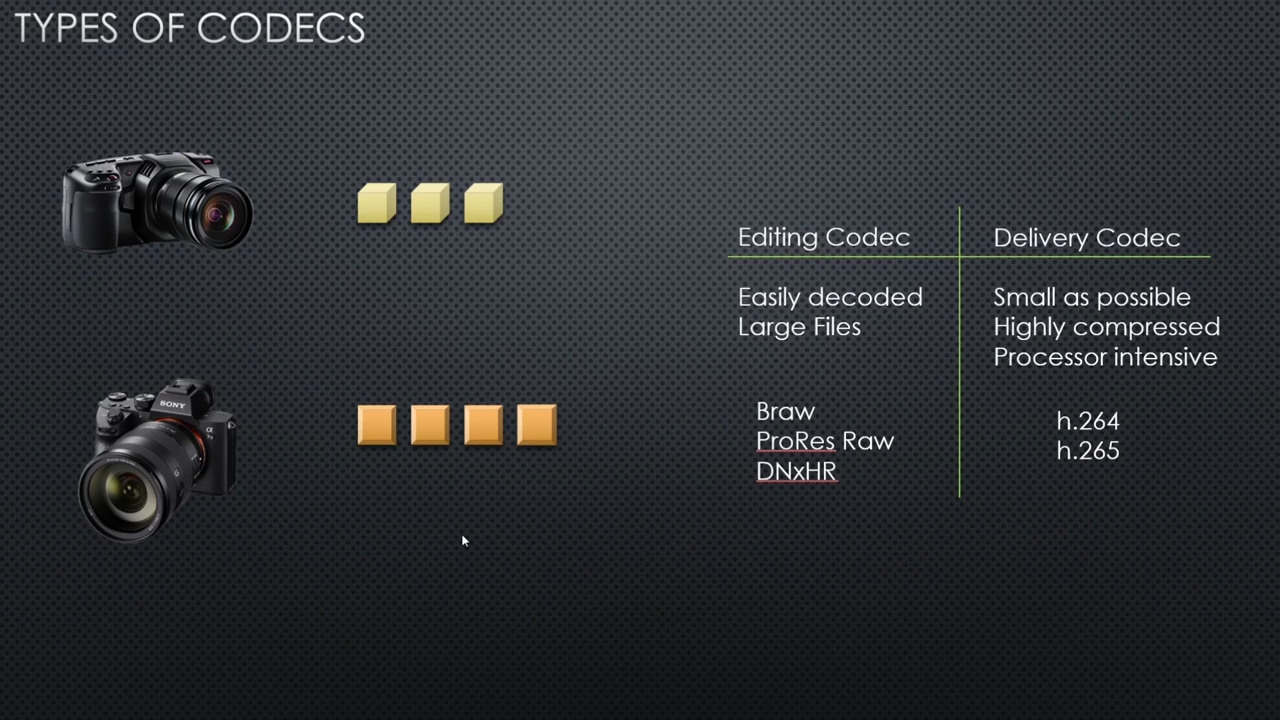 TYPES OF CODECS
SONY
Editing Codec
Delivery Codec
Easily decoded
Large Files
Small as possible
Highly compressed
Processor intensive
Braw
ProRes Raw
DNxHR
h.264
h.265